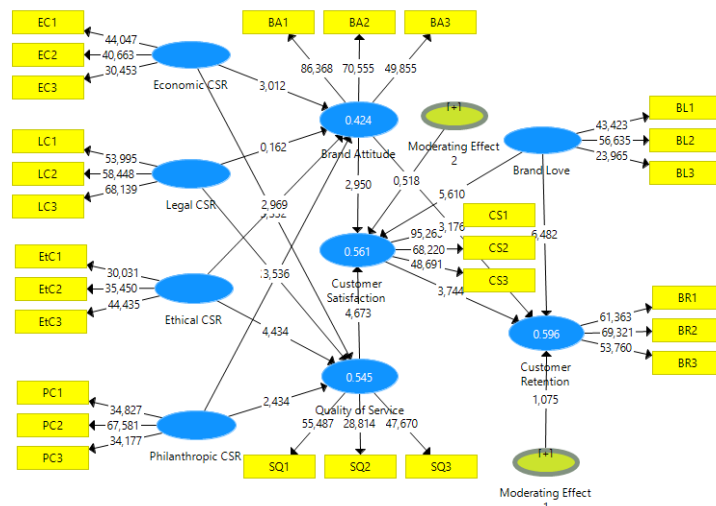 EC1
EC2
EC3
44,047
40,663
30,453
Economic CSR
BA1
BA2
BA3
86,368
70,555
49,855
3,012
0.424
Brand Attitude
[+]
Moderating Effect
2
BL1
BL2
BL3
43,423
56,635
23,965
Brand Love
LC1
LC2
LC3
53,995
58,448
68,139
Legal CSR
0,162
2,969
2,950
0,518
5,610
3,176
6,482
CS1
CS2
CS3
68,220
48,691
0.561
Customer
Satisfaction
3,744
EtC1
EtC2
EtC3
30,031
35,450
44,435
Ethical CSR
3,536
4,434
4,673
0.596
Customer
Retention
BR1
BR2
BR3
61,363
69,321
53,760
1,075
PC1
PC2
PC3
34,827
67,581
34,177
Philanthropic CSR
2,434
0.545
Quality of Service
55,487
28,814
47,670
SQ1
SQ2
SQ3
[+]
Moderating Effect